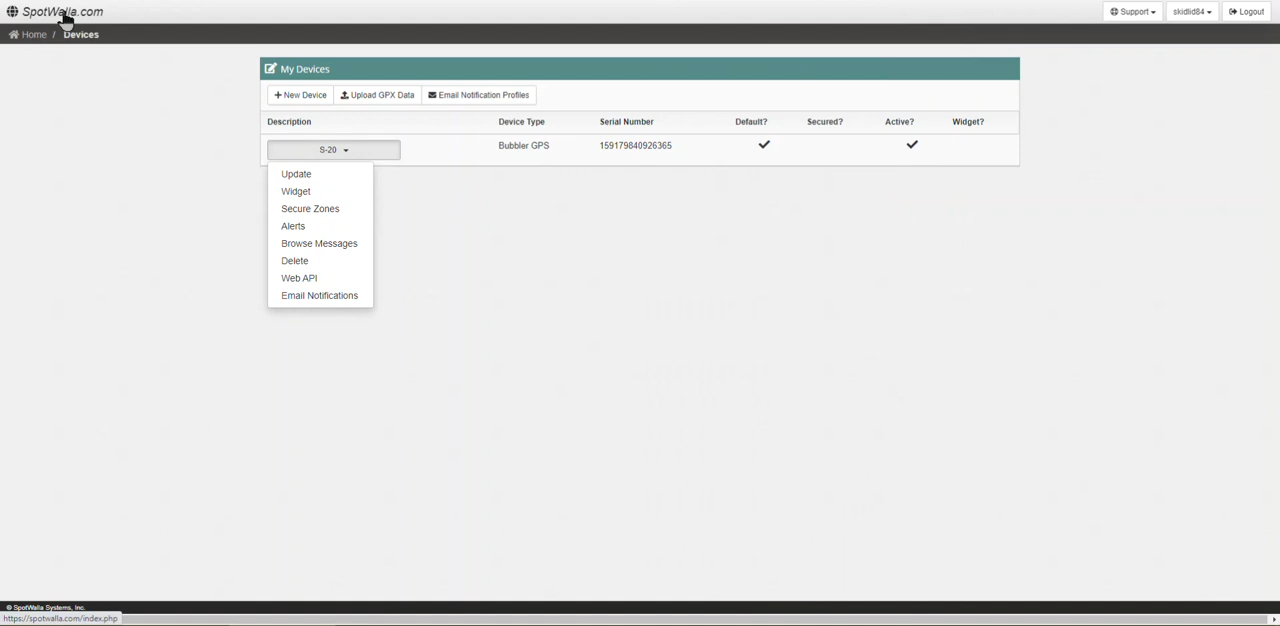 SpotWalla.com
Support
skidlid84
Logout
Home / Devices
My Devices
+ New Device
Upload GPX Data
Email Notification Profiles
Description Device Type Serial Number Default? Secured? Active? Widget?
S-20 Bubbler GPS 159179840926365
Update
Widget
Secure Zones
Alerts
Browse Messages
Delete
Web API
Email Notifications
© SpotWalla Systems, Inc.
https://spotwalla.com/index.php